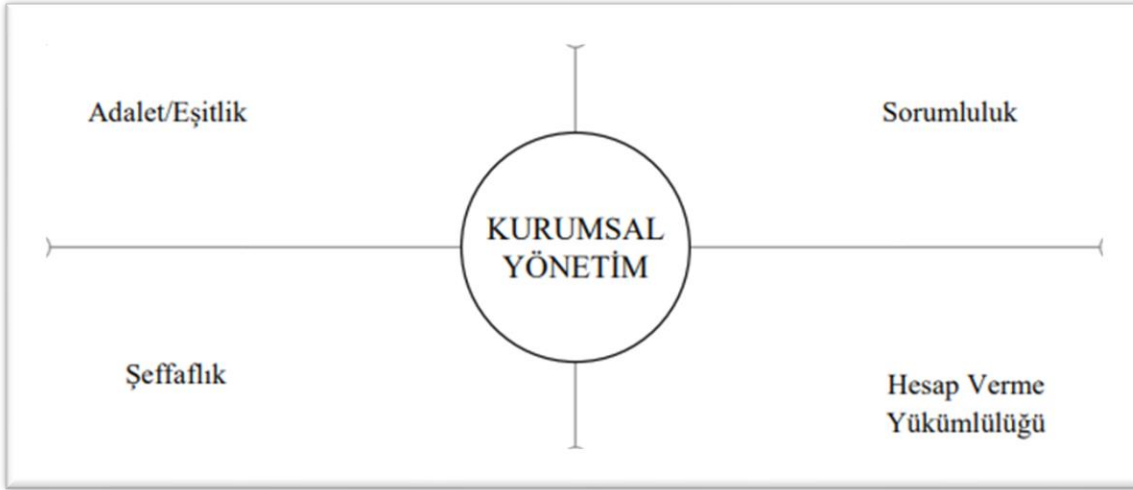 Adalet/Eşitlik
Sorumluluk
KURUMSAL
YÖNETİM
Şeffaflık
Hesap Verme
Yükümlülüğü